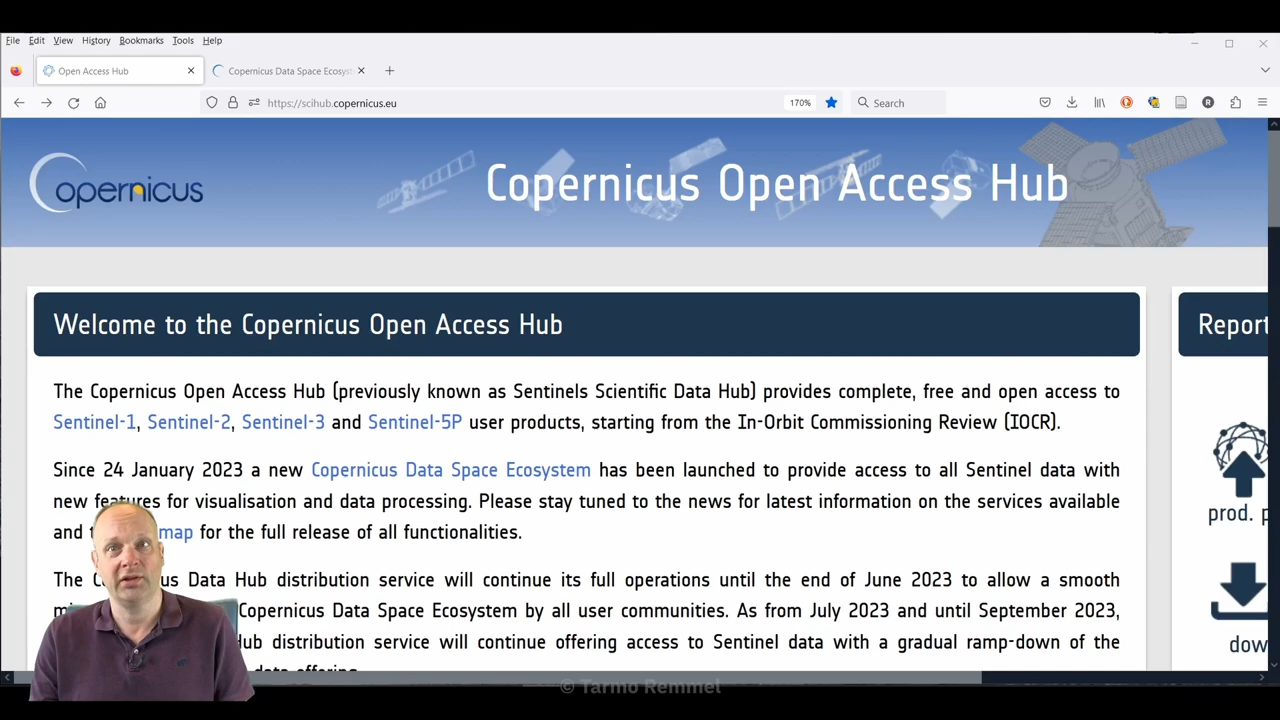 File Edit View History Bookmarks Tools Help
Open Access Hub
Copernicus Data Space Ecosyst
https://scihub.copernicus.eu
170%
Search
opernicus
Copernicus Open Access Hub
Welcome to the Copernicus Open Access Hub
Report
The Copernicus Open Access Hub (previously known as Sentinels Scientific Data Hub) provides complete, free and open access to
Sentinel-1, Sentinel-2, Sentinel-3 and Sentinel-5P user products, starting from the In-Orbit Commissioning Review (IOCR).
Since 24 January 2023 a new Copernicus Data Space Ecosystem has been launched to provide access to all Sentinel data with
new features for visualisation and data processing. Please stay tuned to the news for latest information on the services available
and map for the full release of all functionalities.
prod. p
The Data Hub distribution service will continue its full operations until the end of June 2023 to allow a smooth
Copernicus Data Space Ecosystem by all user communities. As from July 2023 and until September 2023,
Hub distribution service will continue offering access to Sentinel data with a gradual ramp-down of the
dow
data offering
© Tarmo Remmel